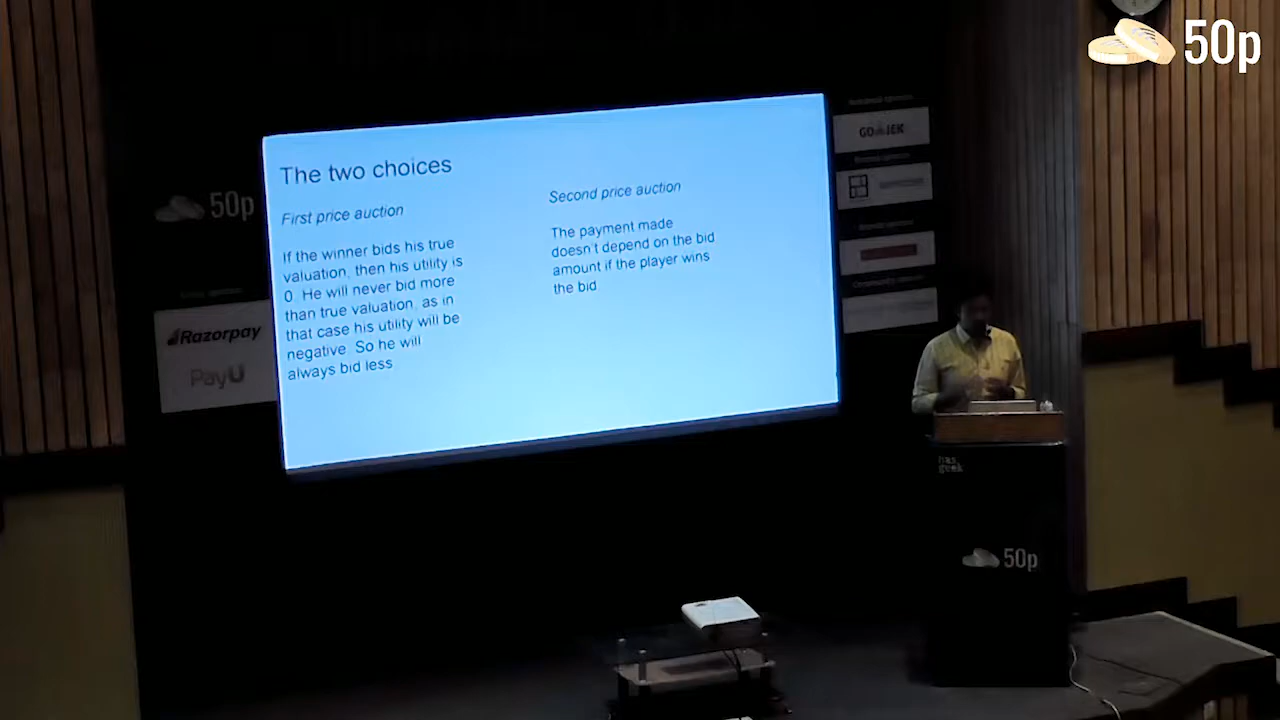 50p
The two choices
First price auction
If the winner bids his true
valuation, then his utility is
0. He will never bid more
than true valuation, as in
that case his utility will be
negative. So he will
always bid less
Second price auction
The payment made
doesn't depend on the bid
amount if the player wins
the bid.
50p
Razorpay
PayU
GO-JEK
has
geek
50p